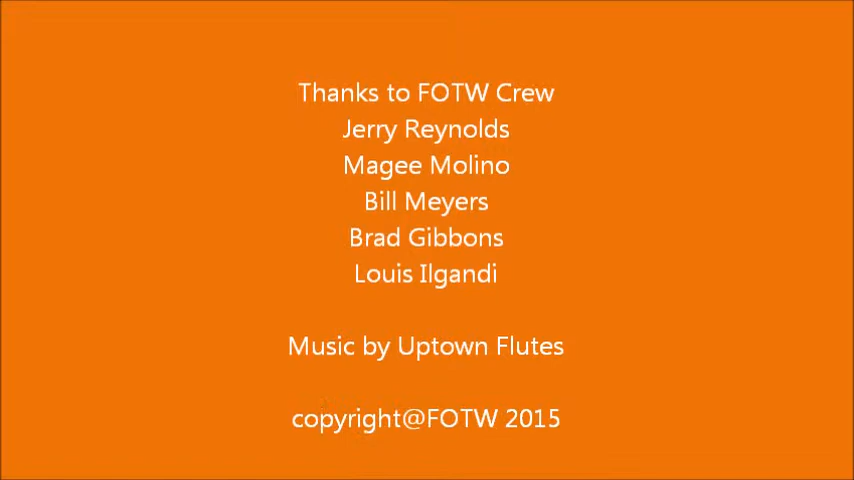 Thanks to FOTW Crew
Jerry Reynolds
Magee Molino
Bill Meyers
Brad Gibbons
Louis Ilgandi
Music by Uptown Flutes
copyright@FOTW 2015